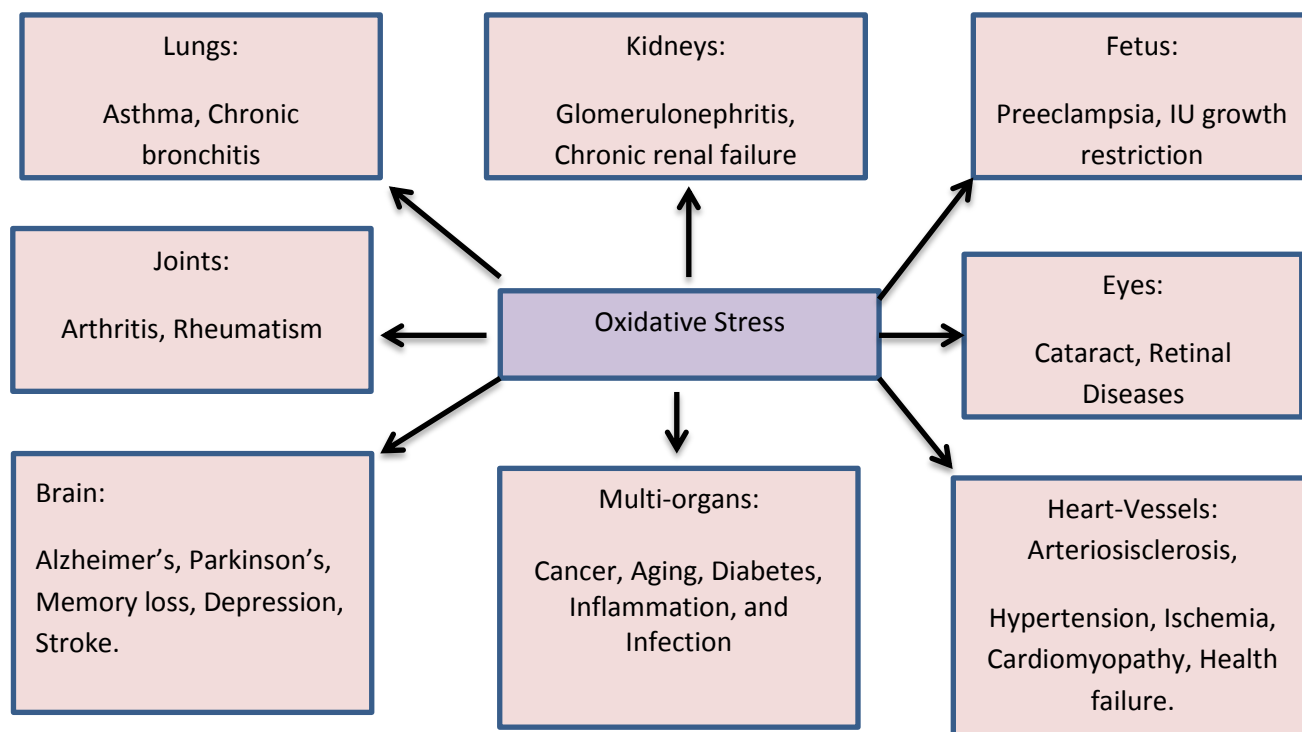 Lungs:
Asthma, Chronic
bronchitis
Kidneys:
Glomerulonephritis,
Chronic renal failure
Fetus:
Preeclampsia, IU growth
restriction
Joints:
Arthritis, Rheumatism
Oxidative Stress
Eyes:
Cataract, Retinal
Diseases
Brain:
Alzheimer’s, Parkinson’s,
Memory loss, Depression,
Stroke.
Multi-organs:
Cancer, Aging, Diabetes,
Inflammation, and
Infection
Heart-Vessels:
Arteriosisclerosis,
Hypertension, Ischemia,
Cardiomyopathy, Health
failure.